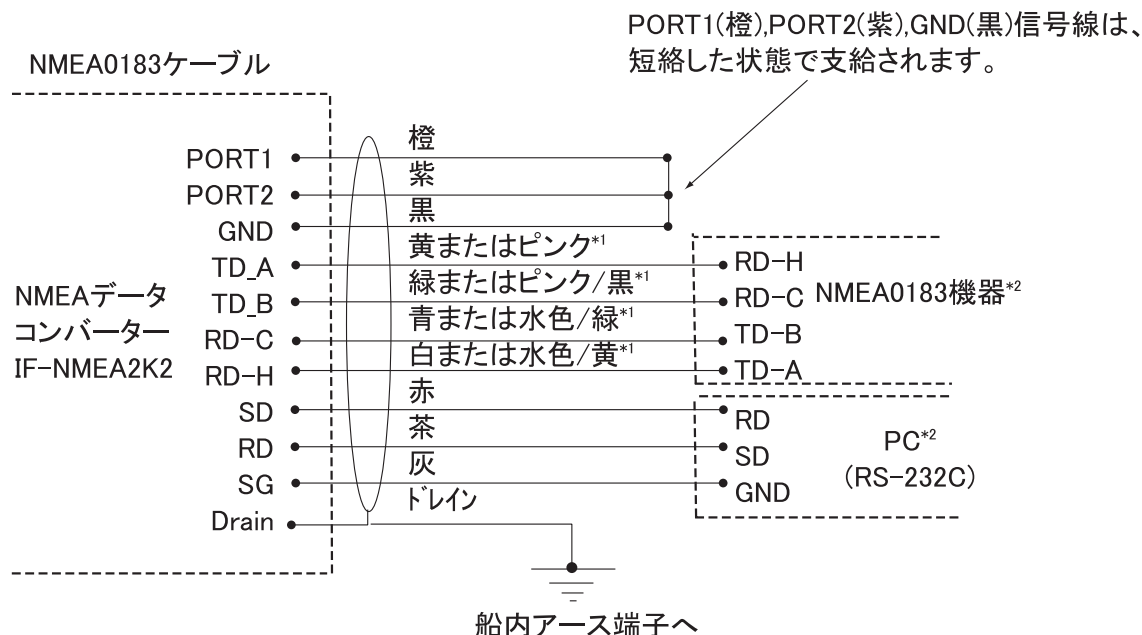 PORT1(橙),PORT2(紫),GND(黒)信号線は、
短絡した状態で支給されます。
NMEA0183ケーブル
PORT1
橙
PORT2
紫
GND
黒
TD_A
黄またはピンク*1
RD-H
TD_B
緑またはピンク/黒*1
RD-C
NMEA0183機器*2
NMEAデータ
コンバーター
IF-NMEA2K2
RD-C
青または水色/緑*1
TD-B
RD-H
白または水色/黄*1
TD-A
SD
赤
RD
RD
茶
SD
PC*2
(RS-232C)
SG
灰
GND
Drain
ドレイン
船内アース端子へ